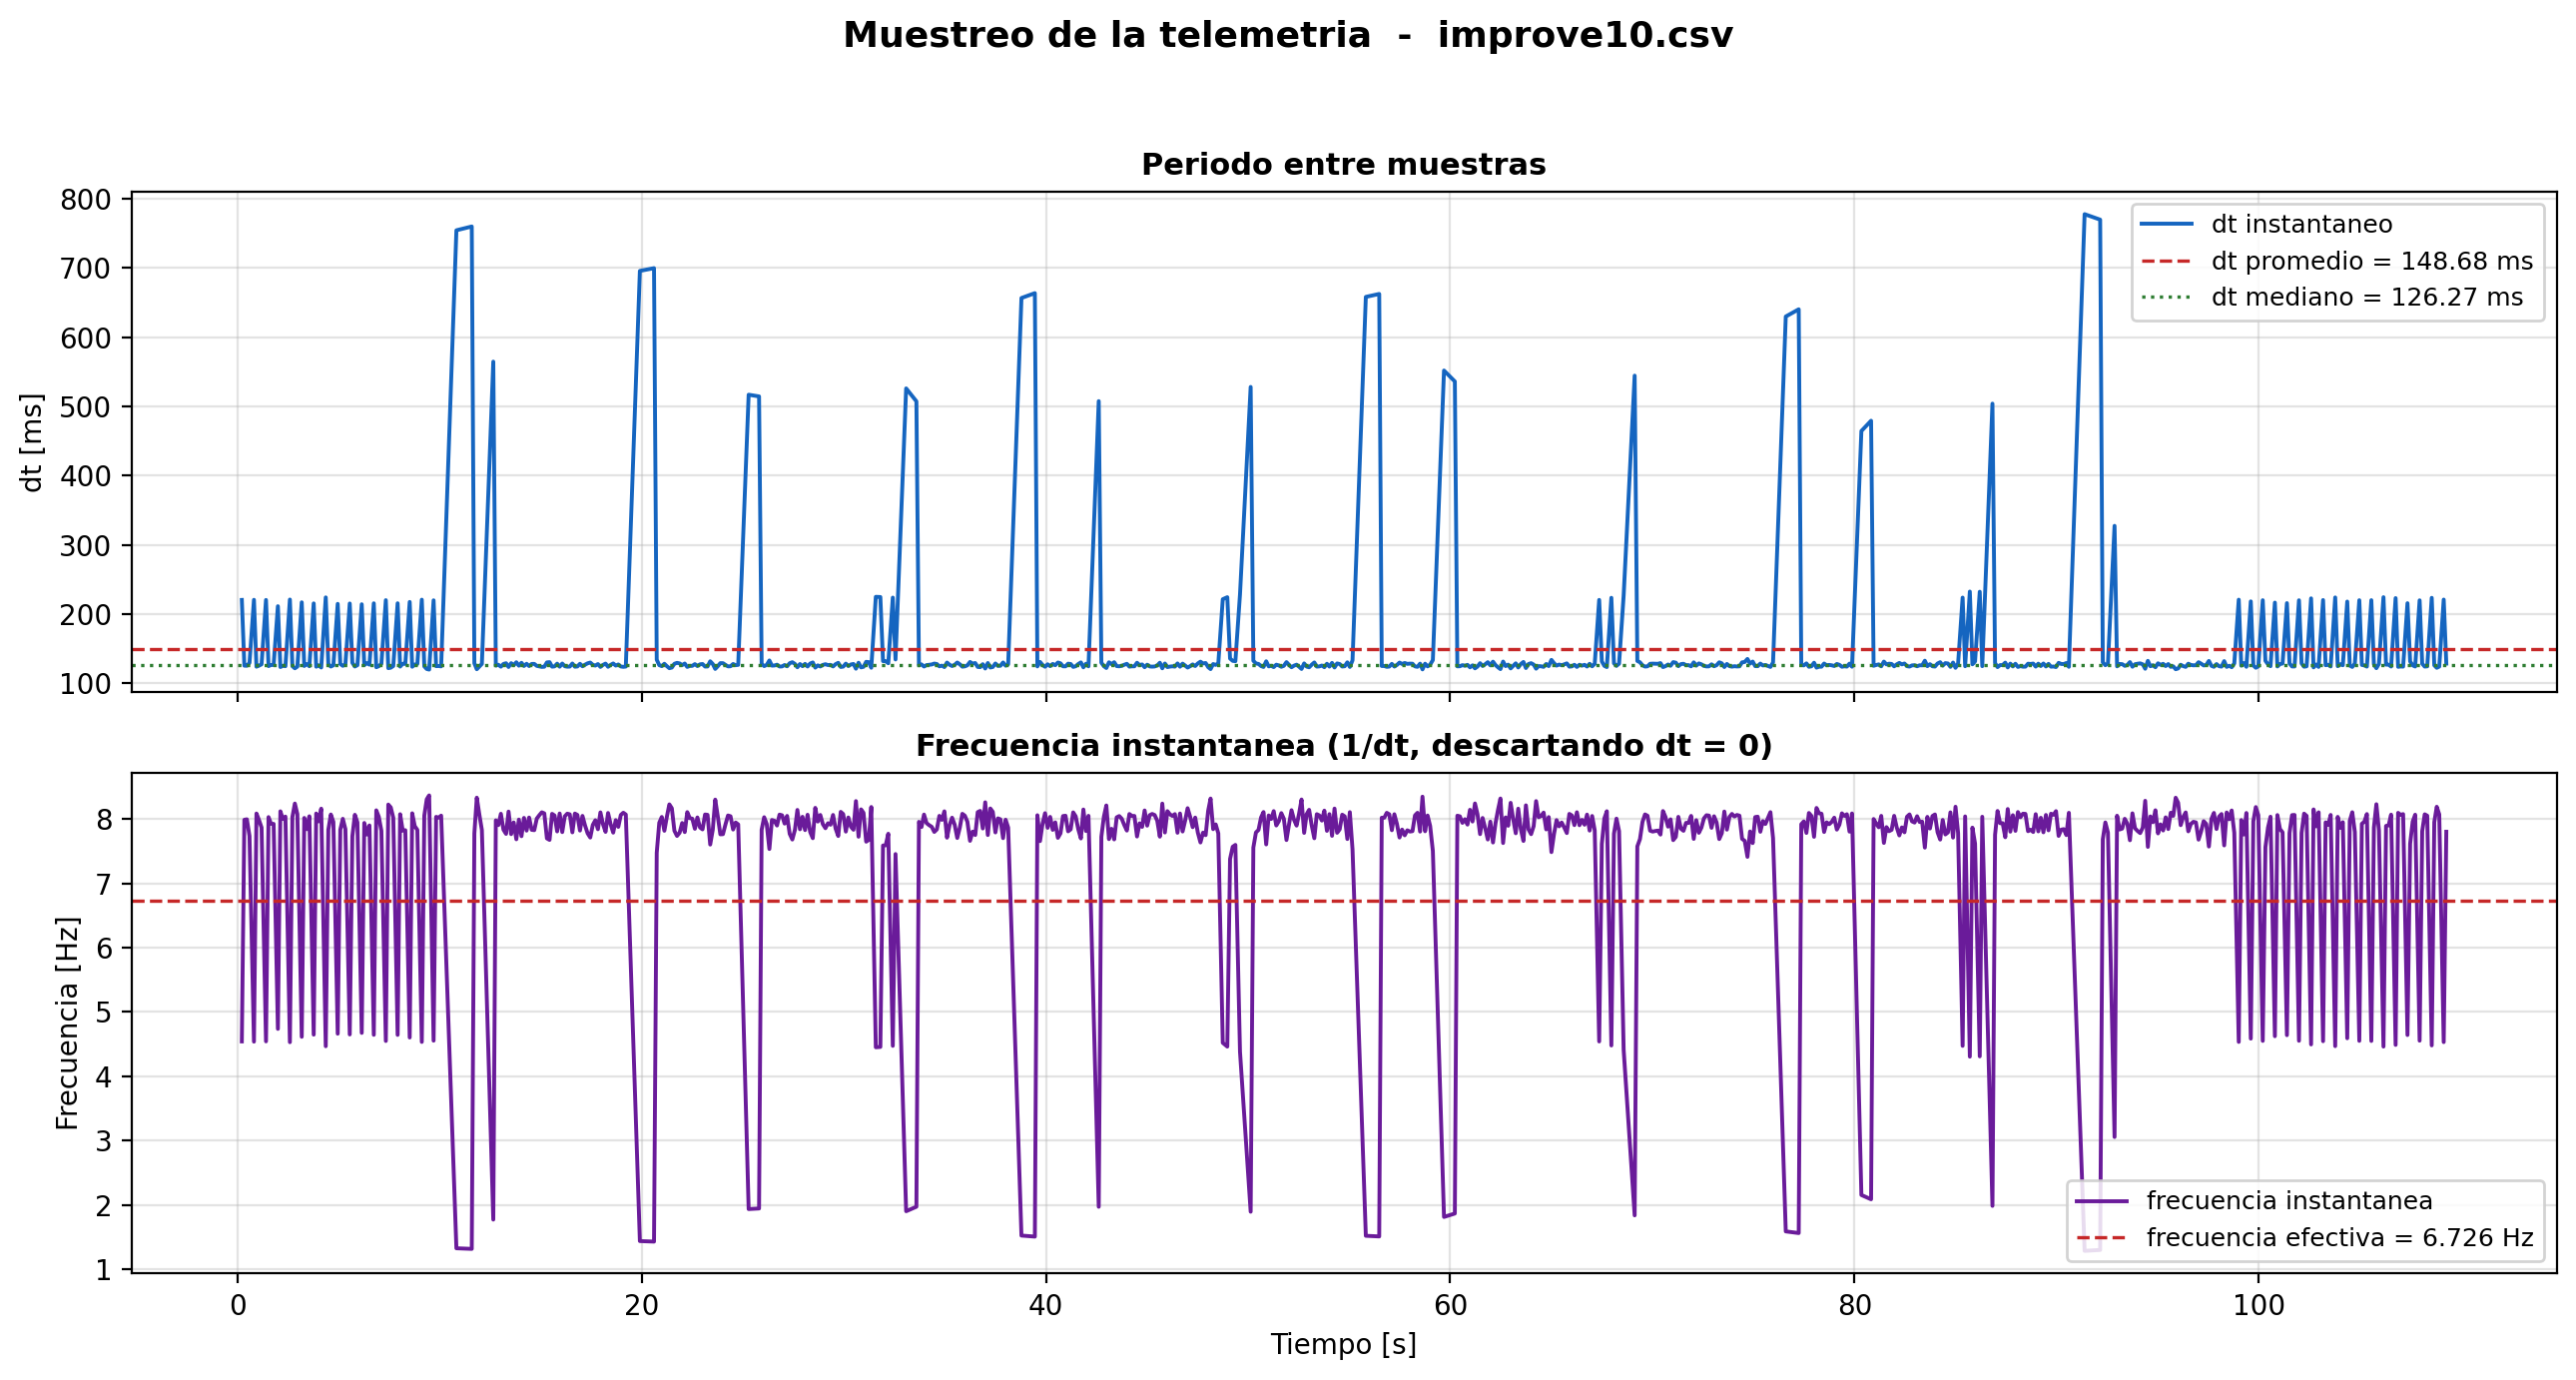 Muestreo de la telemetria - improve10.csv
Periodo entre muestras
800
700
600
500
400
300
200
100
dt [ms]
dt instantaneo
dt promedio = 148.68 ms
dt mediano = 126.27 ms
Frecuencia instantanea (1/dt, descartando dt = 0)
8
7
6
5
4
3
2
1
Frecuencia [Hz]
frecuencia instantanea
frecuencia efectiva = 6.726 Hz
0 20 40 60 80 100
Tiempo [s]